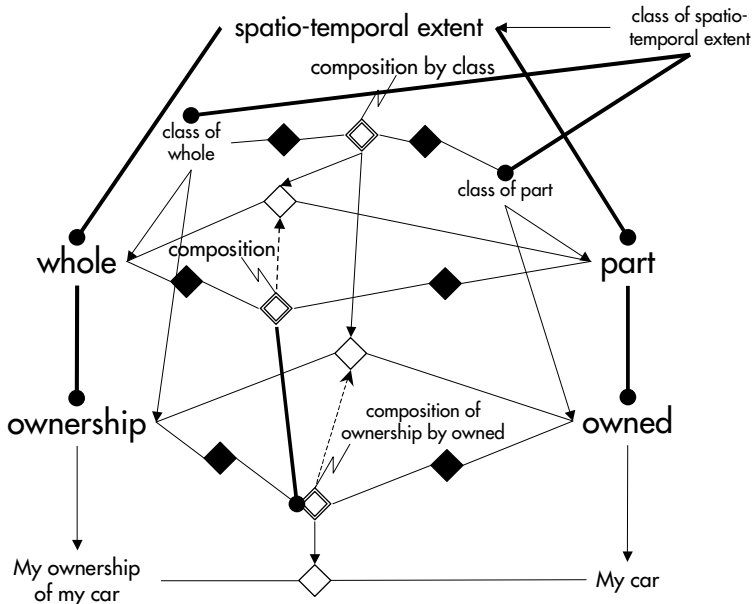 spatio-temporal extent
class of spatio-
temporal extent
composition by class
class of
whole
class of part
composition
whole
part
ownership
composition of
ownership by owned
owned
My ownership
of my car
My car